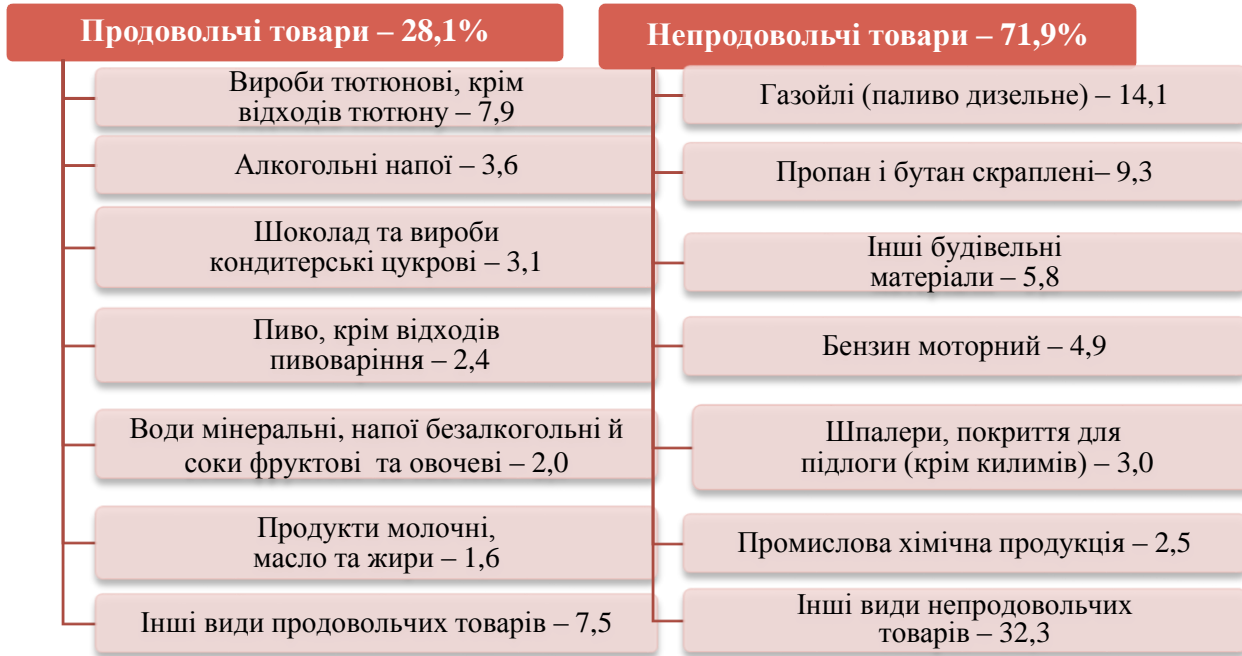 Продовольчі товари – 28,1%
Вироби тютюнові, крім
відходів тютюну – 7,9
Алкогольні напої – 3,6
Шоколад та вироби
кондитерські цукрові – 3,1
Пиво, крім відходів
пивоваріння – 2,4
Води мінеральні, напої безалкогольні й
соки фруктові та овочеві – 2,0
Продукти молочні,
масло та жири – 1,6
Інші види продовольчих товарів – 7,5
Непродовольчі товари – 71,9%
Газойлі (паливо дизельне) – 14,1
Пропан і бутан скраплені– 9,3
Інші будівельні
матеріали – 5,8
Бензин моторний – 4,9
Шпалери, покриття для
підлоги (крім килимів) – 3,0
Промислова хімічна продукція – 2,5
Інші види непродовольчих
товарів – 32,3